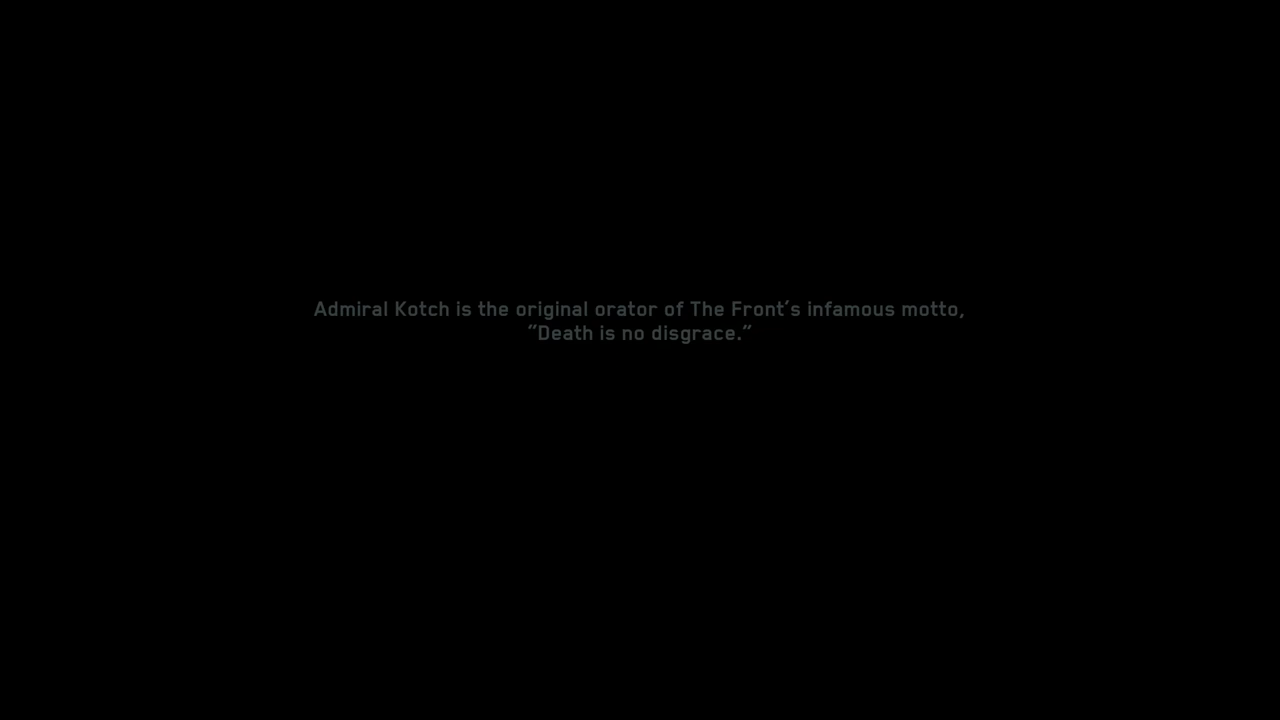 Admiral Kotch is the original orator of The Front's infamous motto,
"Death is no disgrace."